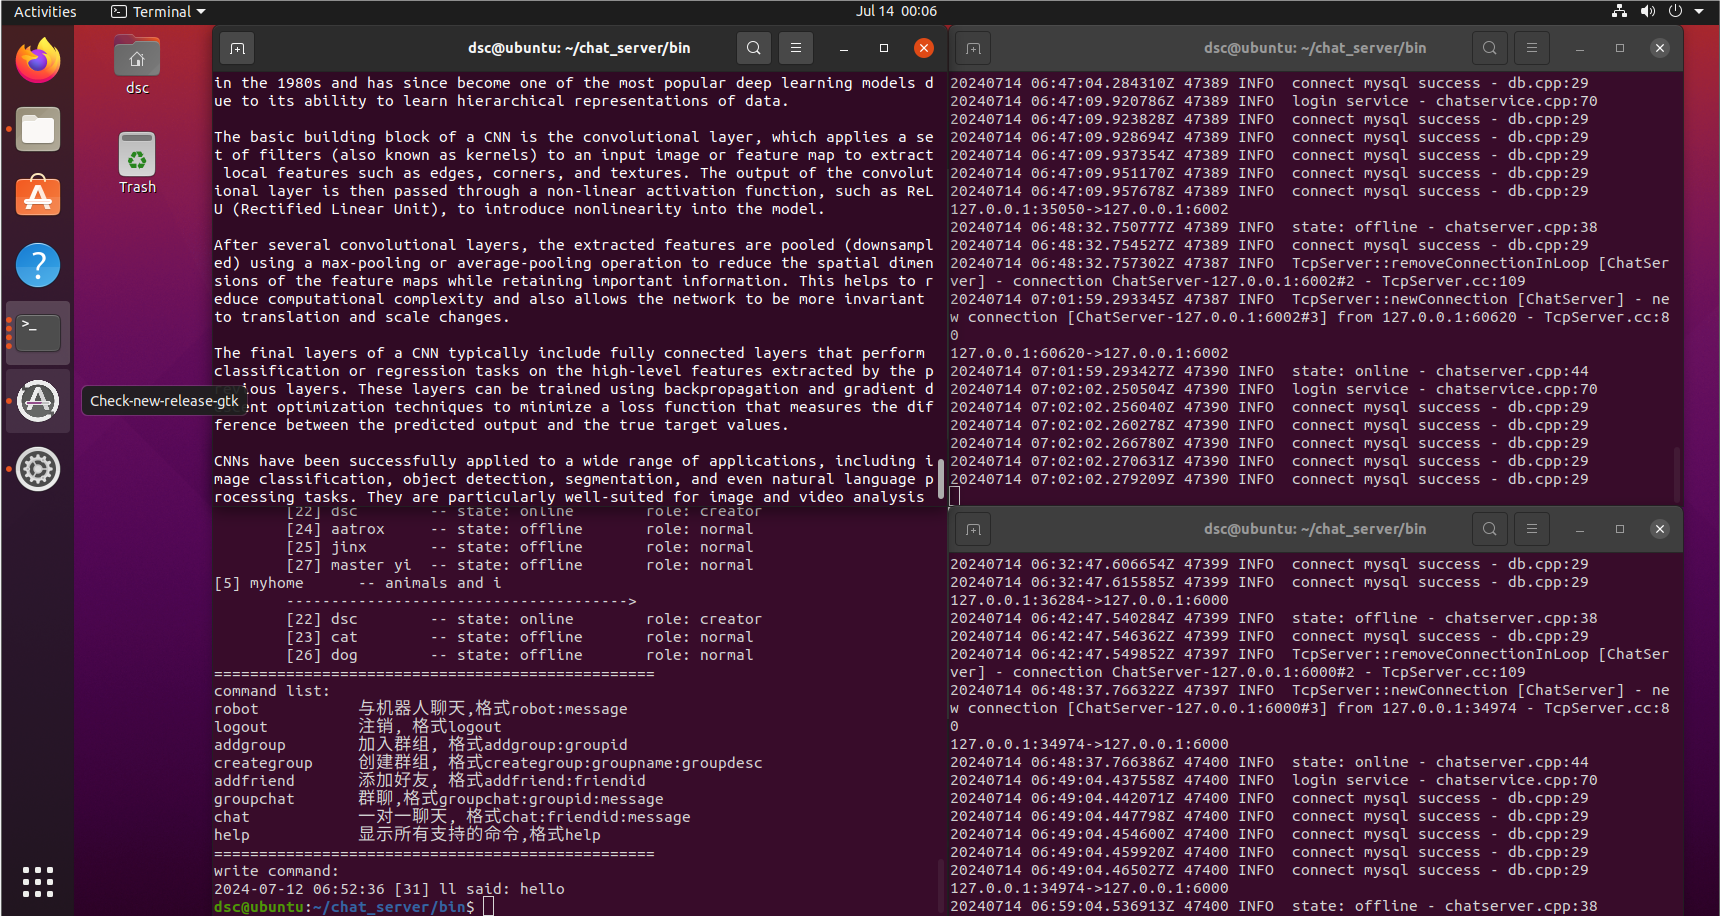 Activities
Terminal
Jul 14  00:06
dsc
Trash
Check-new-release-gtk
dsc@ubuntu: ~/chat_server/bin
in the 1980s and has since become one of the most popular deep learning models d
ue to its ability to learn hierarchical representations of data.
The basic building block of a CNN is the convolutional layer, which applies a se
t of filters (also known as kernels) to an input image or feature map to extract
 local features such as edges, corners, and textures. The output of the convolut
ional layer is then passed through a non-linear activation function, such as ReL
U (Rectified Linear Unit), to introduce nonlinearity into the model.
After several convolutional layers, the extracted features are pooled (downsampl
ed) using a max-pooling or average-pooling operation to reduce the spatial dimen
sions of the feature maps while retaining important information. This helps to r
educe computational complexity and also allows the network to be more invariant
to translation and scale changes.
The final layers of a CNN typically include fully connected layers that perform
classification or regression tasks on the high-level features extracted by the p
vious layers. These layers can be trained using backpropagation and gradient d
ent optimization techniques to minimize a loss function that measures the dif
ference between the predicted output and the true target values.
CNNs have been successfully applied to a wide range of applications, including i
mage classification, object detection, segmentation, and even natural language p
rocessing tasks. They are particularly well-suited for image and video analysis
[22] dsc        -- state: online        role: creator
[24] aatrox     -- state: offline       role: normal
[25] jinx       -- state: offline       role: normal
[27] master yi  -- state: offline       role: normal
[5] myhome      -- animals and i
-------------------------------------->
[22] dsc        -- state: online        role: creator
[23] cat        -- state: offline       role: normal
[26] dog        -- state: offline       role: normal
=================================================
command list:
robot           与机器人聊天,格式robot:message
logout          注销, 格式logout
addgroup        加入群组, 格式addgroup:groupid
creategroup     创建群组, 格式creategroup:groupname:groupdesc
addfriend       添加好友, 格式addfriend:friendid
groupchat       群聊,格式groupchat:groupid:message
chat            一对一聊天, 格式chat:friendid:message
help            显示所有支持的命令,格式help
=================================================
write command:
2024-07-12 06:52:36 [31] ll said: hello
dsc@ubuntu:~/chat_server/bin$
dsc@ubuntu: ~/chat_server/bin
20240714 06:47:04.284310Z 47389 INFO  connect mysql success - db.cpp:29
20240714 06:47:09.920786Z 47389 INFO  login service - chatservice.cpp:70
20240714 06:47:09.923828Z 47389 INFO  connect mysql success - db.cpp:29
20240714 06:47:09.928694Z 47389 INFO  connect mysql success - db.cpp:29
20240714 06:47:09.937354Z 47389 INFO  connect mysql success - db.cpp:29
20240714 06:47:09.951170Z 47389 INFO  connect mysql success - db.cpp:29
20240714 06:47:09.957678Z 47389 INFO  connect mysql success - db.cpp:29
127.0.0.1:35050->127.0.0.1:6002
20240714 06:48:32.750777Z 47389 INFO  state: offline - chatserver.cpp:38
20240714 06:48:32.754527Z 47389 INFO  connect mysql success - db.cpp:29
20240714 06:48:32.757302Z 47387 INFO  TcpServer::removeConnectionInLoop [ChatSer
ver] - connection ChatServer-127.0.0.1:6002#2 - TcpServer.cc:109
20240714 07:01:59.293345Z 47387 INFO  TcpServer::newConnection [ChatServer] - ne
w connection [ChatServer-127.0.0.1:6002#3] from 127.0.0.1:60620 - TcpServer.cc:8
0
127.0.0.1:60620->127.0.0.1:6002
20240714 07:01:59.293427Z 47390 INFO  state: online - chatserver.cpp:44
20240714 07:02:02.250504Z 47390 INFO  login service - chatservice.cpp:70
20240714 07:02:02.256040Z 47390 INFO  connect mysql success - db.cpp:29
20240714 07:02:02.260278Z 47390 INFO  connect mysql success - db.cpp:29
20240714 07:02:02.266780Z 47390 INFO  connect mysql success - db.cpp:29
20240714 07:02:02.270631Z 47390 INFO  connect mysql success - db.cpp:29
20240714 07:02:02.279209Z 47390 INFO  connect mysql success - db.cpp:29
dsc@ubuntu: ~/chat_server/bin
20240714 06:32:47.606654Z 47399 INFO  connect mysql success - db.cpp:29
20240714 06:32:47.615585Z 47399 INFO  connect mysql success - db.cpp:29
127.0.0.1:36284->127.0.0.1:6000
20240714 06:42:47.540284Z 47399 INFO  state: offline - chatserver.cpp:38
20240714 06:42:47.546362Z 47399 INFO  connect mysql success - db.cpp:29
20240714 06:42:47.549852Z 47397 INFO  TcpServer::removeConnectionInLoop [ChatSer
ver] - connection ChatServer-127.0.0.1:6000#2 - TcpServer.cc:109
20240714 06:48:37.766322Z 47397 INFO  TcpServer::newConnection [ChatServer] - ne
w connection [ChatServer-127.0.0.1:6000#3] from 127.0.0.1:34974 - TcpServer.cc:8
0
127.0.0.1:34974->127.0.0.1:6000
20240714 06:48:37.766386Z 47400 INFO  state: online - chatserver.cpp:44
20240714 06:49:04.437558Z 47400 INFO  login service - chatservice.cpp:70
20240714 06:49:04.442071Z 47400 INFO  connect mysql success - db.cpp:29
20240714 06:49:04.447798Z 47400 INFO  connect mysql success - db.cpp:29
20240714 06:49:04.454600Z 47400 INFO  connect mysql success - db.cpp:29
20240714 06:49:04.459920Z 47400 INFO  connect mysql success - db.cpp:29
20240714 06:49:04.465027Z 47400 INFO  connect mysql success - db.cpp:29
127.0.0.1:34974->127.0.0.1:6000
20240714 06:59:04.536913Z 47400 INFO  state: offline - chatserver.cpp:38